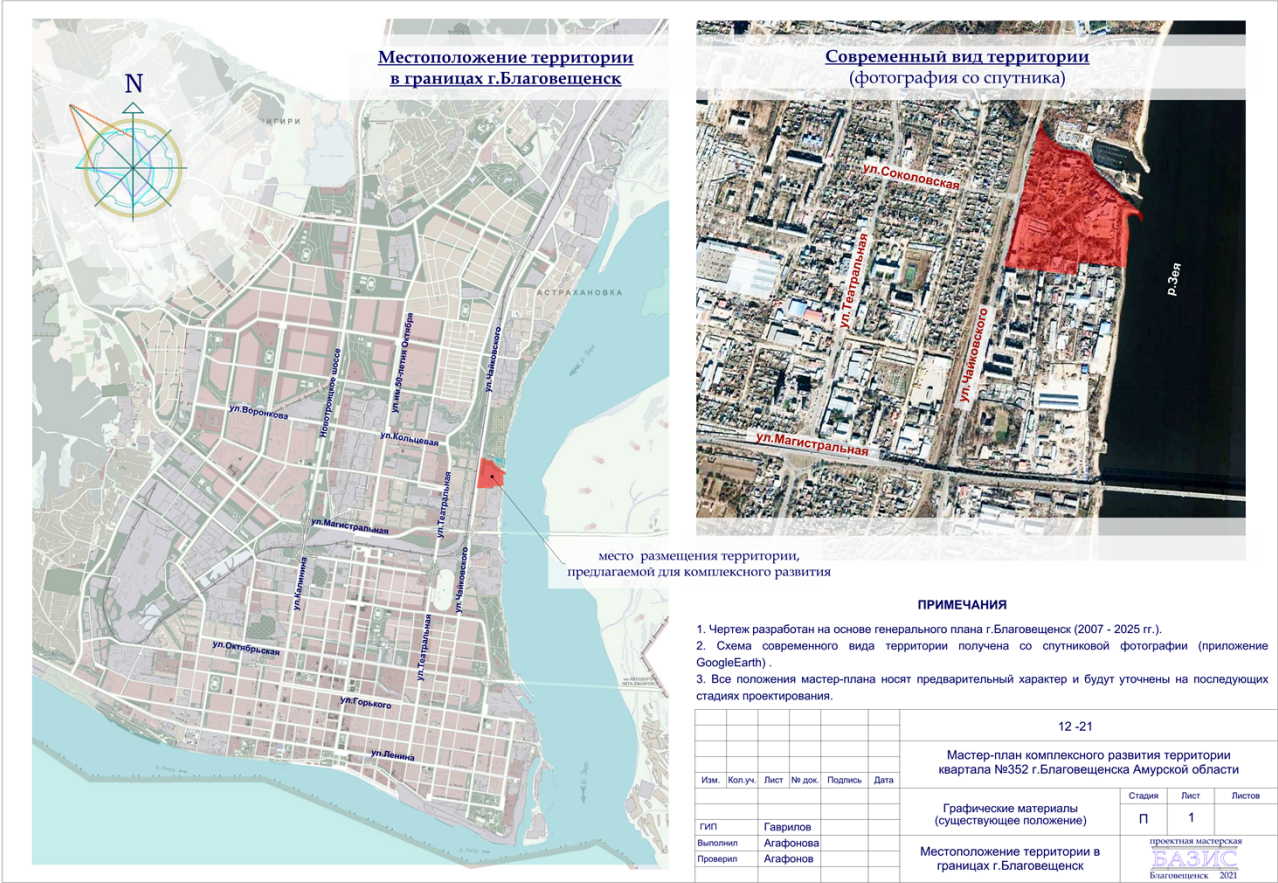 Местоположение территории
в границах г.Благовещенск
N
ЧИГИРИ
АСТРАХАНОВКА
р. Зея
ул.Чайковского
ул.им.50-летия Октября
Новотроицкое шоссе
ул.Воронкова
ул.Кольцевая
ул.Театральная
ул.Магистральная
ул.Чайковского
ул.Калинина
ул.Театральная
ул.Октябрьская
ул.Горького
ул.Ленина
место размещения территории,
предлагаемой для комплексного развития
Современный вид территории
(фотография со спутника)
ул.Соколовская
ул.Театральная
р.Зея
ул.Чайковского
ул.Магистральная
ПРИМЕЧАНИЯ
1. Чертеж разработан на основе генерального плана г.Благовещенск (2007 - 2025 гг.).
2. Схема современного вида территории получена со спутниковой фотографии (приложение
GoogleEarth) .
3. Все положения мастер-плана носят предварительный характер и будут уточнены на последующих
стадиях проектирования.
12 -21
Мастер-план комплексного развития территории
квартала №352 г.Благовещенска Амурской области
Изм. Кол.уч. Лист № док. Подпись Дата
Графические материалы
(существующее положение)
Стадия Лист Листов
П 1
ГИП Гаврилов
Выполнил Агафонова
Проверил Агафонов
Местоположение территории в
границах г.Благовещенск
проектная мастерская
БАЗИС
Благовещенск 2021